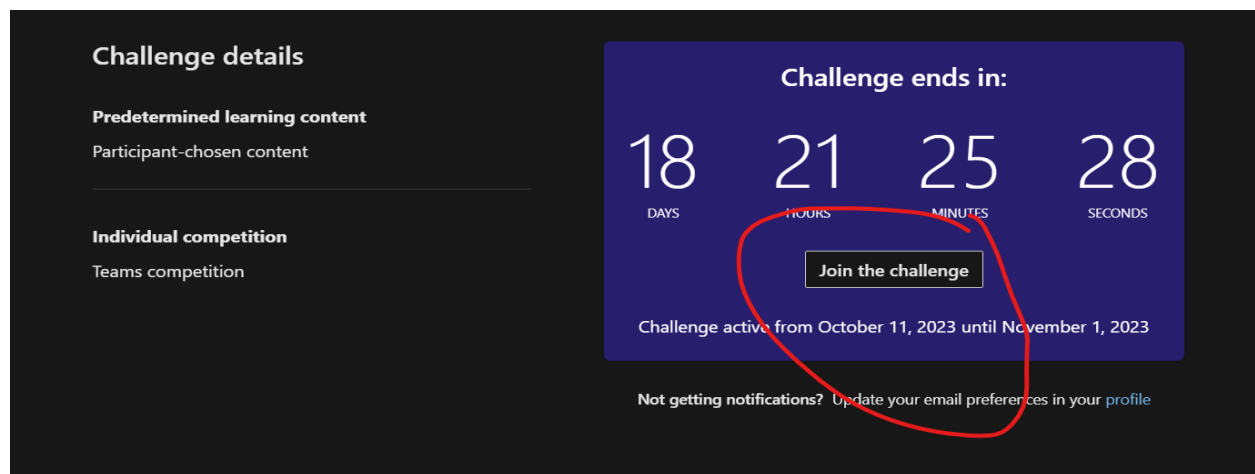 Challenge details
Predetermined learning content
Participant-chosen content
Individual competition
Teams competition
Challenge ends in:
18 21 25 28
DAYS HOURS MINUTES SECONDS
Join the challenge
Challenge active from October 11, 2023 until November 1, 2023
Not getting notifications? Update your email preferences in your profile